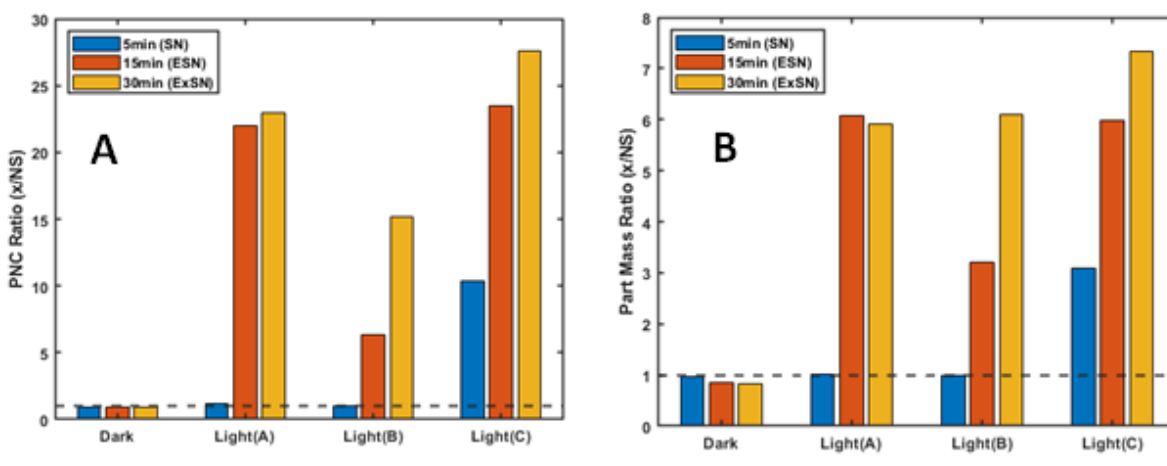 30
25
20
15
10
5
0
PNC Ratio (x/NS)
5min (SN)
15min (ESN)
30min (ExSN)
A
Dark Light(A) Light(B) Light(C)
8
7
6
5
4
3
2
1
0
Part Mass Ratio (x/NS)
5min (SN)
15min (ESN)
30min (ExSN)
B
Dark Light(A) Light(B) Light(C)